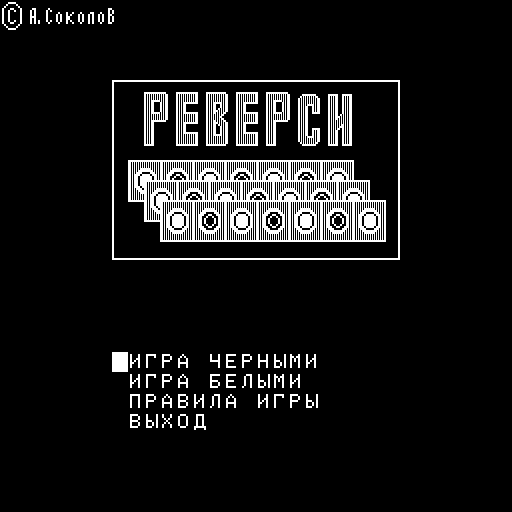 © А.Соколов
РЕВЕРСИ
ИГРА ЧЕРНЫМИ
ИГРА БЕЛЫМИ
ПРАВИЛА ИГРЫ
ВЫХОД